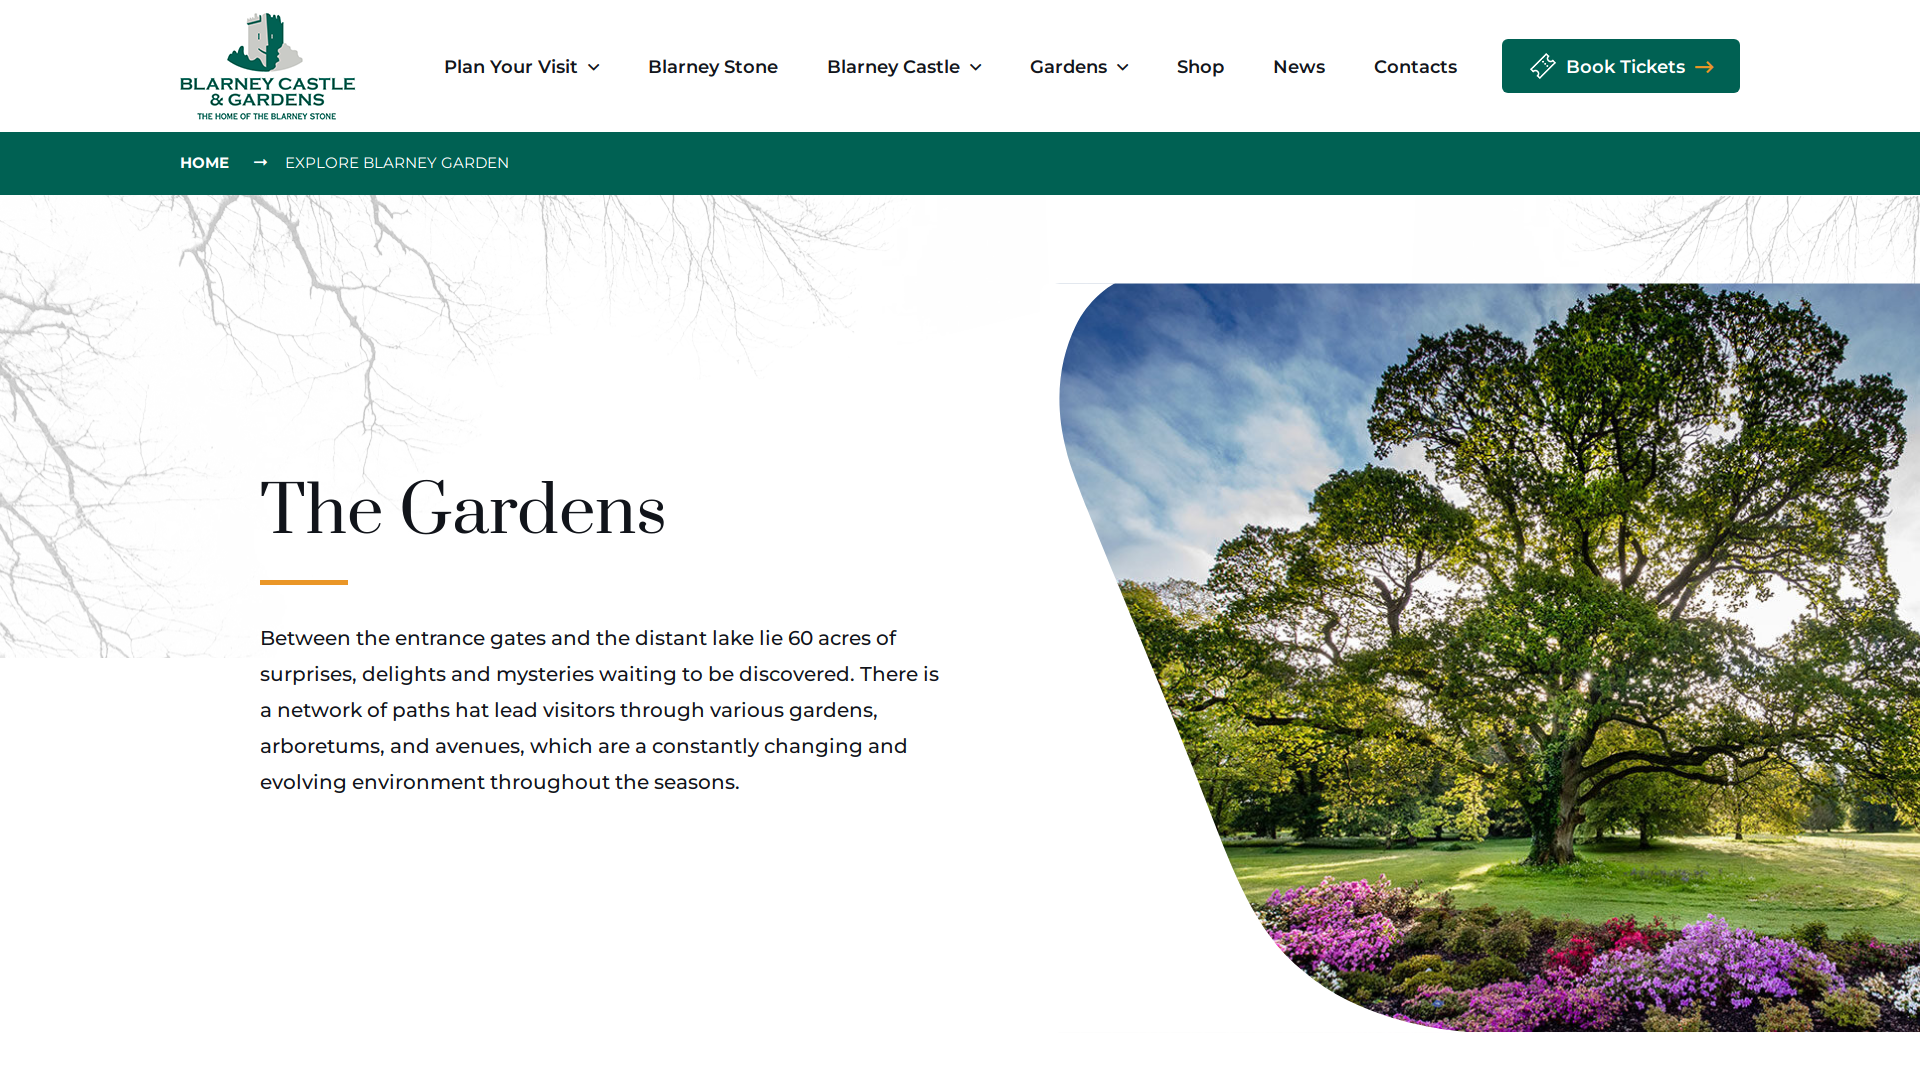 BLARNEY CASTLE
& GARDENS
THE HOME OF THE BLARNEY STONE
Plan Your Visit
Blarney Stone
Blarney Castle
Gardens
Shop
News
Contacts
Book Tickets
HOME
EXPLORE BLARNEY GARDEN
The Gardens
Between the entrance gates and the distant lake lie 60 acres of
surprises, delights and mysteries waiting to be discovered. There is
a network of paths hat lead visitors through various gardens,
arboretums, and avenues, which are a constantly changing and
evolving environment throughout the seasons.